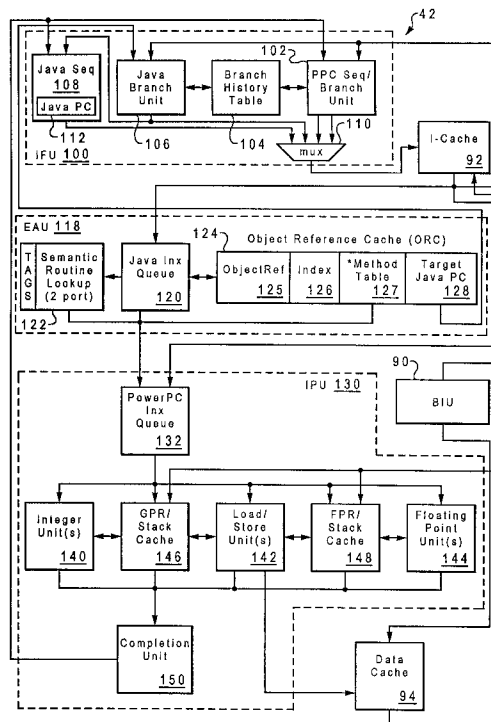 42
Java Seq
108
Java PC
112
IFU 100
Java
Branch
Unit
106
Branch
History
Table
104
102
PPC Seq/
Branch
Unit
110
mux
I-Cache
92
EAU 118
TAGS
Semantic
Routine
Lookup
(2 port)
122
Java Inx
Queue
120
124
Object Reference Cache (ORC)
ObjectRef
125
Index
126
*Method
Table
127
Target
Java PC
128
IPU 130
PowerPC
Inx
Queue
132
90
BIU
Integer
Unit(s)
140
GPR/
Stack
Cache
146
Load/
Store
Unit(s)
142
FPR/
Stack
Cache
148
Floating
Point
Unit(s)
144
Completion
Unit
150
Data
Cache
94